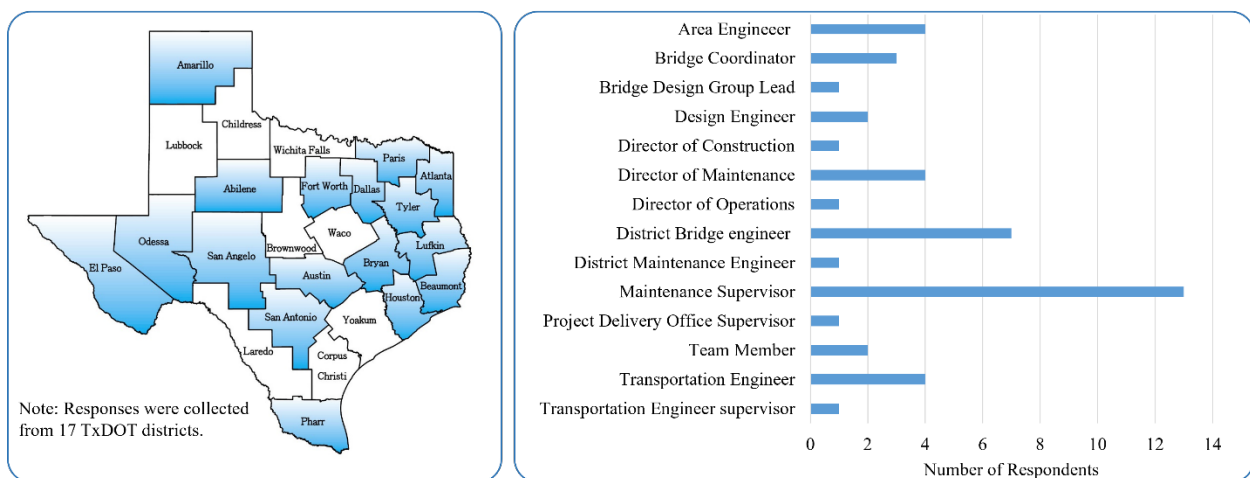 Amarillo
Childress
Lubbock
Wichita Falls
Paris
Atlanta
Abilene
Fort Worth
Dallas
Tyler
Odessa
Brownwood
Waco
Lufkin
El Paso
San Angelo
Austin
Bryan
Beaumont
Houston
San Antonio
Yoakum
Laredo
Corpus
Christi
Pharr
Note: Responses were collected
from 17 TxDOT districts.
Area Engineeer
Bridge Coordinator
Bridge Design Group Lead
Design Engineer
Director of Construction
Director of Maintenance
Director of Operations
District Bridge engineer
District Maintenance Engineer
Maintenance Supervisor
Project Delivery Office Supervisor
Team Member
Transportation Engineer
Transportation Engineer supervisor
0 2 4 6 8 10 12 14
Number of Respondents